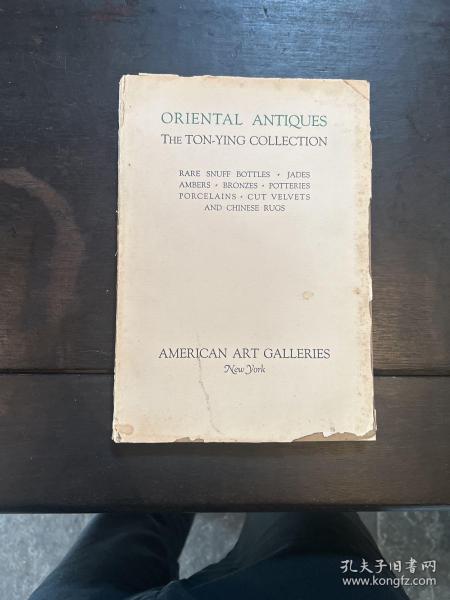 ORIENTAL ANTIQUES
THE TON-YING COLLECTION
RARE SNUFF BOTTLES • JADES
AMBERS • BRONZES • POTTERIES
PORCELAINS • CUT VELVETS
AND CHINESE RUGS
AMERICAN ART GALLERIES
New York
孔夫子旧书网
www.kongfz.com